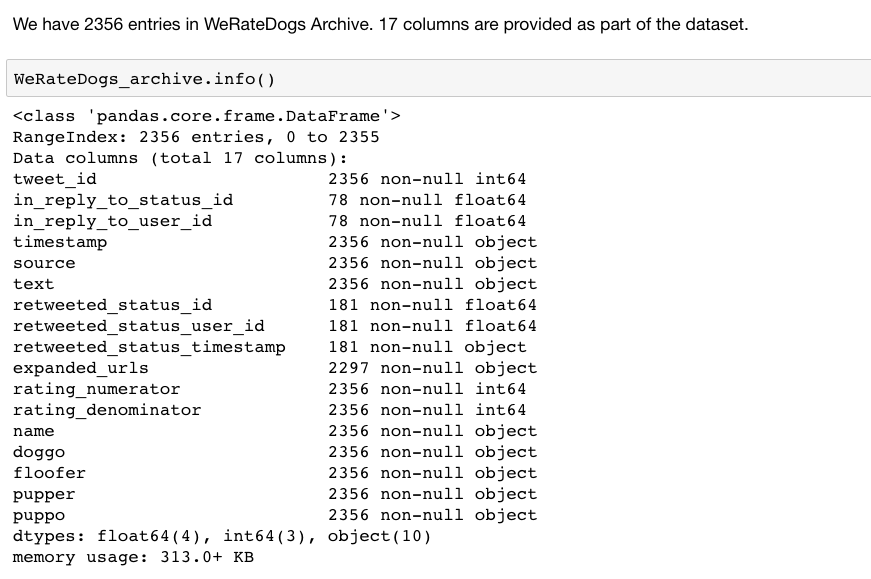 We have 2356 entries in WeRateDogs Archive. 17 columns are provided as part of the dataset.
WeRateDogs_archive.info()
<class 'pandas.core.frame.DataFrame'>
RangeIndex: 2356 entries, 0 to 2355
Data columns (total 17 columns):
tweet_id                      2356 non-null int64
in_reply_to_status_id         78 non-null float64
in_reply_to_user_id           78 non-null float64
timestamp                     2356 non-null object
source                        2356 non-null object
text                          2356 non-null object
retweeted_status_id           181 non-null float64
retweeted_status_user_id      181 non-null float64
retweeted_status_timestamp    181 non-null object
expanded_urls                 2297 non-null object
rating_numerator              2356 non-null int64
rating_denominator            2356 non-null int64
name                          2356 non-null object
doggo                         2356 non-null object
floofer                       2356 non-null object
pupper                        2356 non-null object
puppo                         2356 non-null object
dtypes: float64(4), int64(3), object(10)
memory usage: 313.0+ KB